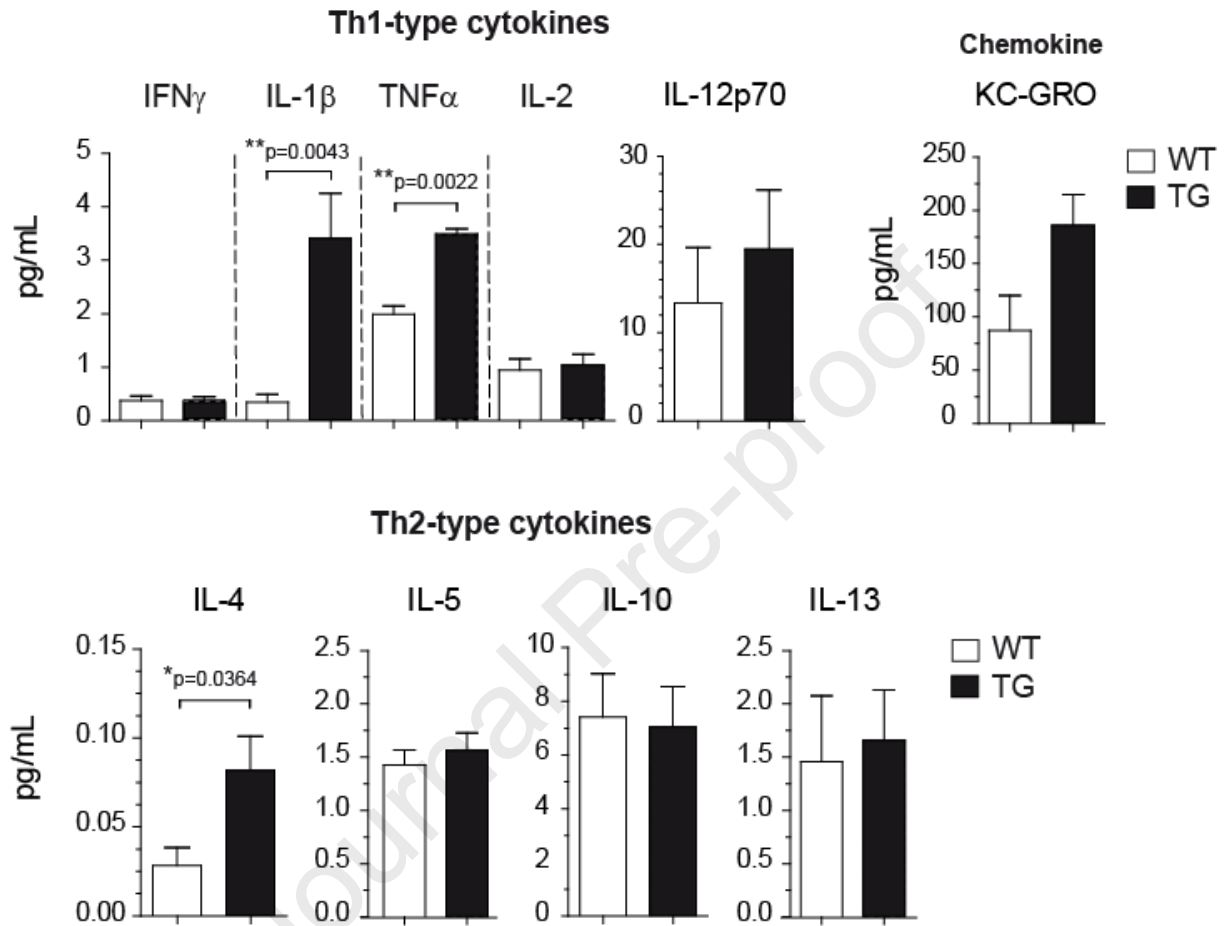 Th1-type cytokines
Chemokine
IFNγ IL-1β TNFα IL-2 IL-12p70 KC-GRO
5
4
3
2
1
0
pg/mL
**p=0.0043
**p=0.0022
30
20
10
0
250
200
150
100
50
0
pg/mL
WT
TG
Th2-type cytokines
IL-4 IL-5 IL-10 IL-13
0.15
0.10
0.05
0.00
pg/mL
*p=0.0364
2.5
2.0
1.5
1.0
0.5
0.0
10
8
6
4
2
0
2.5
2.0
1.5
1.0
0.5
0.0
WT
TG
Journal Pre-proof